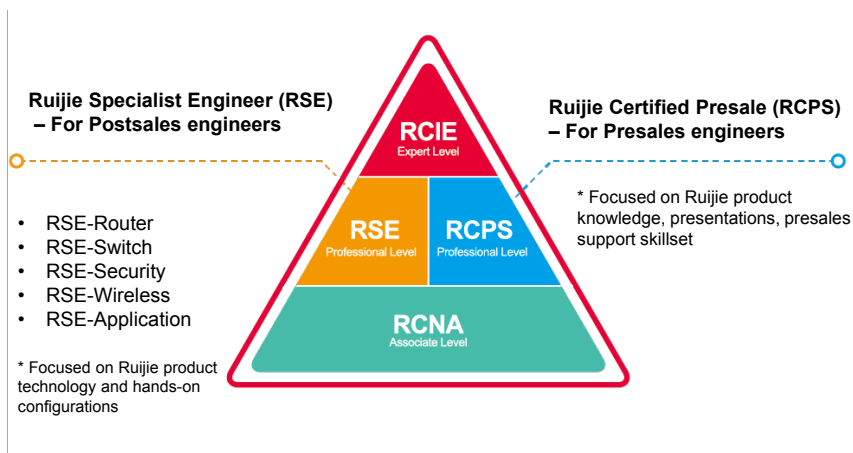 Ruijie Specialist Engineer (RSE)
– For Postsales engineers
• RSE-Router
• RSE-Switch
• RSE-Security
• RSE-Wireless
• RSE-Application
* Focused on Ruijie product
technology and hands-on
configurations
RCIE
Expert Level
RSE
Professional Level
RCPS
Professional Level
RCNA
Associate Level
Ruijie Certified Presale (RCPS)
– For Presales engineers
* Focused on Ruijie product
knowledge, presentations, presales
support skillset